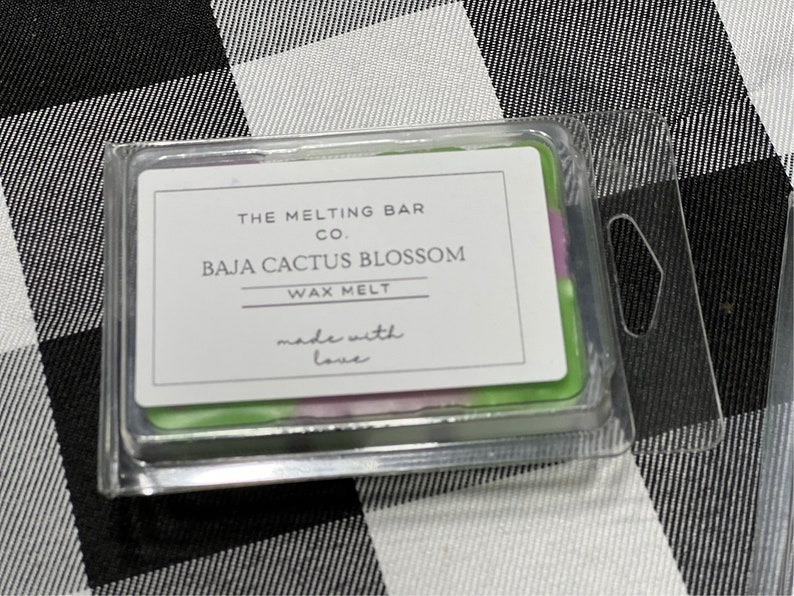 THE MELTING BAR
CO.
BAJA CACTUS BLOSSOM
WAX MELT
made with
love